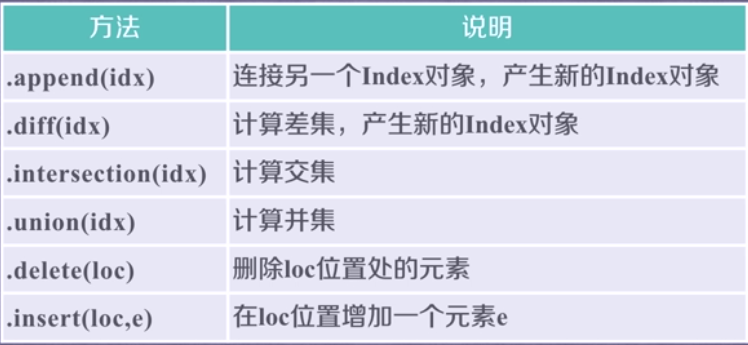 方法 说明
.append(idx) 连接另一个Index对象，产生新的Index对象
.diff(idx) 计算差集，产生新的Index对象
.intersection(idx) 计算交集
.union(idx) 计算并集
.delete(loc) 删除loc位置处的元素
.insert(loc,e) 在loc位置增加一个元素e